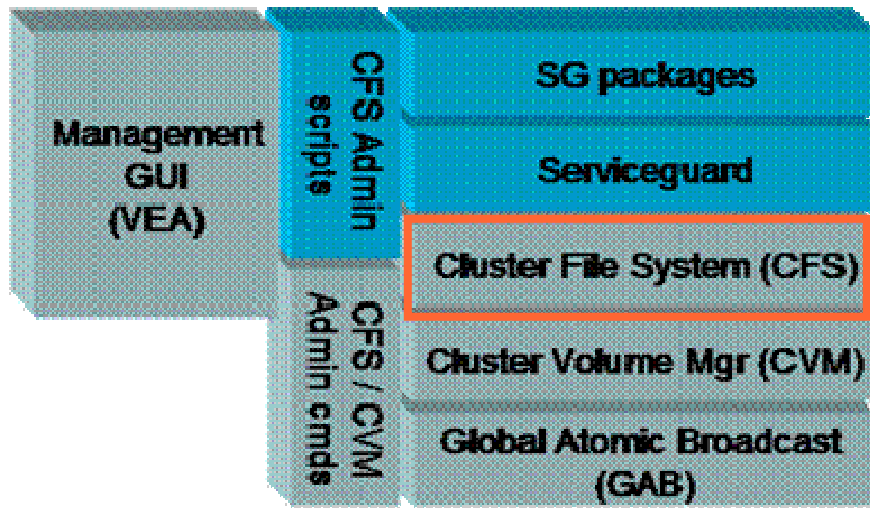 Management
GUI
(VEA)
CFS Admin
scripts
CFS / CVM
Admin cmds
SG packages
Serviceguard
Cluster File System (CFS)
Cluster Volume Mgr (CVM)
Global Atomic Broadcast
(GAB)